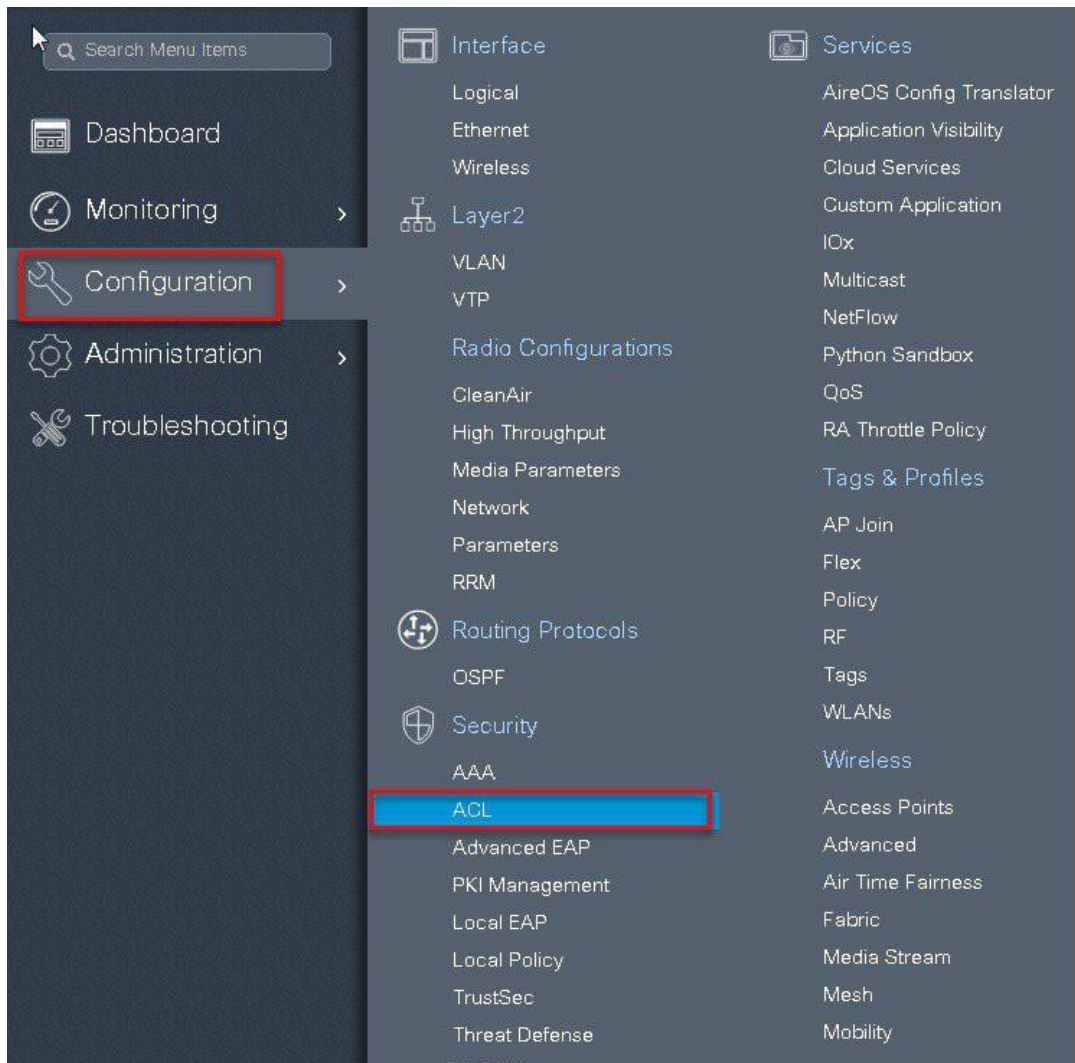 Search Menu Items
Dashboard
Monitoring
Configuration
Administration
Troubleshooting
Interface
Logical
Ethernet
Wireless
Layer2
VLAN
VTP
Radio Configurations
CleanAir
High Throughput
Media Parameters
Network
Parameters
RRM
Routing Protocols
OSPF
Security
AAA
ACL
Advanced EAP
PKI Management
Local EAP
Local Policy
TrustSec
Threat Defense
Services
AireOS Config Translator
Application Visibility
Cloud Services
Custom Application
IOx
Multicast
NetFlow
Python Sandbox
QoS
RA Throttle Policy
Tags & Profiles
AP Join
Flex
Policy
RF
Tags
WLANs
Wireless
Access Points
Advanced
Air Time Fairness
Fabric
Media Stream
Mesh
Mobility